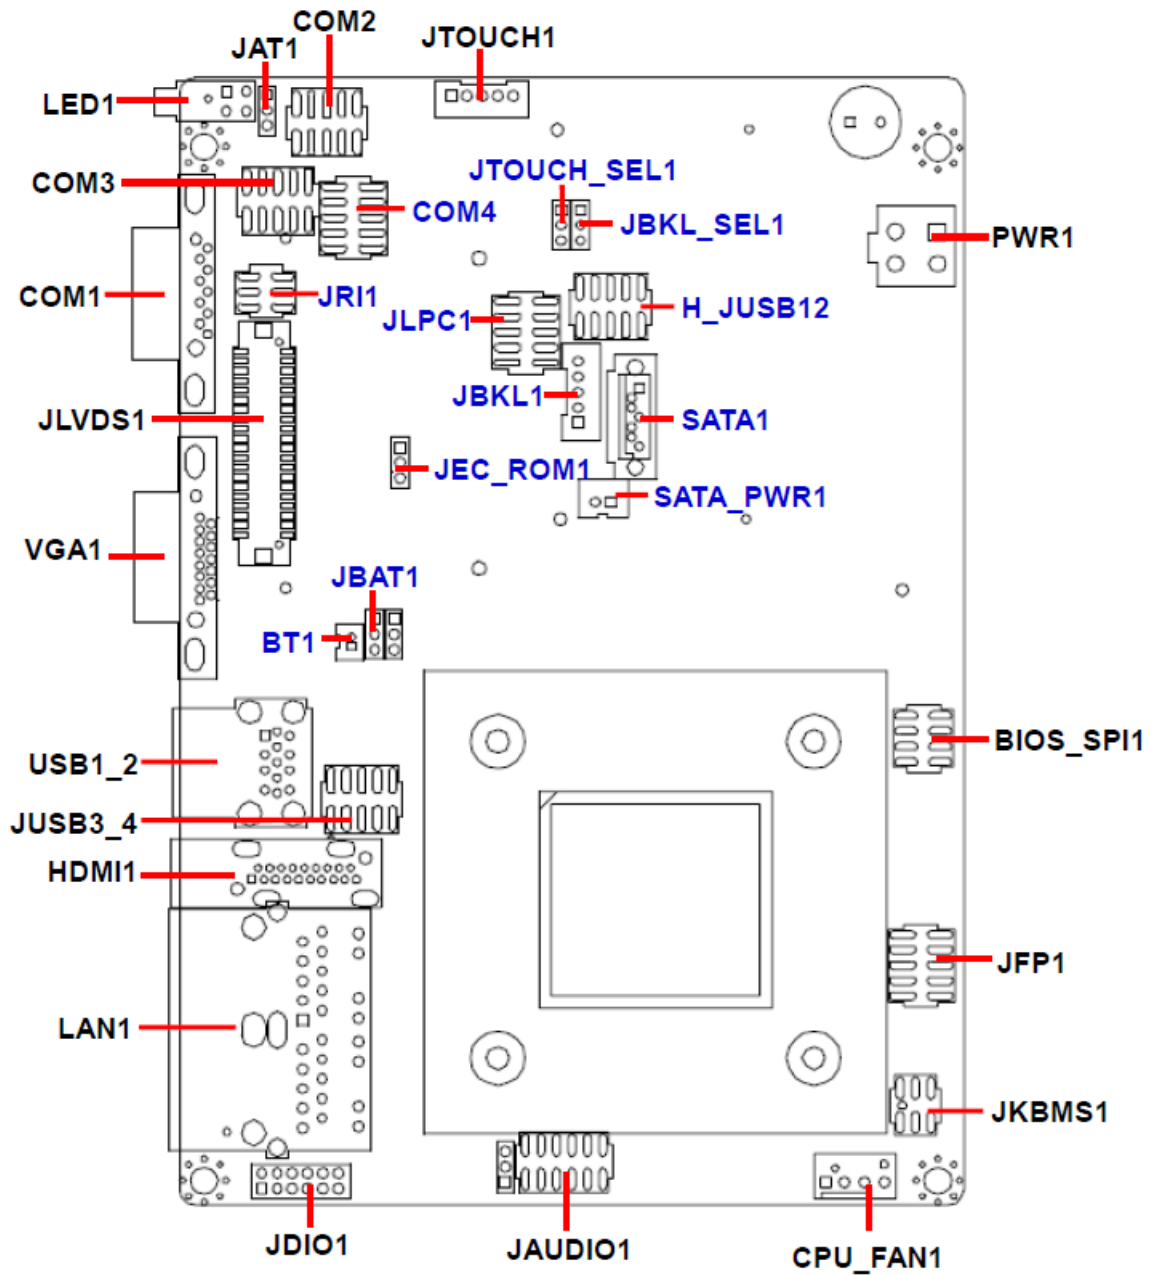 COM2
JAT1
JTOUCH1
LED1
JTOUCH_SEL1
COM3
COM4
JBKL_SEL1
PWR1
COM1
JRI1
JLPC1
H_JUSB12
JBKL1
JLVDS1
SATA1
JEC_ROM1
SATA_PWR1
VGA1
JBAT1
BT1
BIOS_SPI1
USB1_2
JUSB3_4
HDMI1
JFP1
LAN1
JKBMS1
JDIO1
JAUDIO1
CPU_FAN1